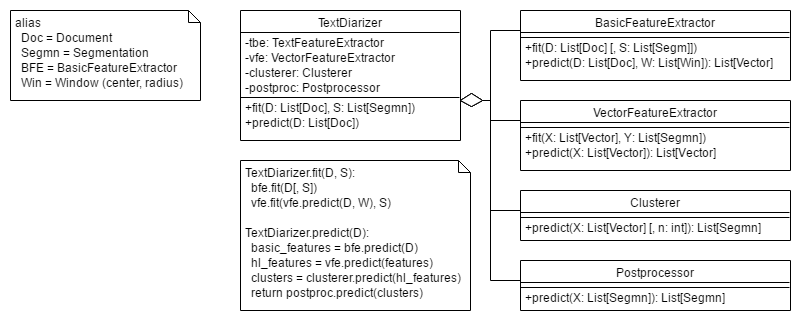 alias
Doc = Document
Segmn = Segmentation
BFE = BasicFeatureExtractor
Win = Window (center, radius)
TextDiarizer
-tbe: TextFeatureExtractor
-vfe: VectorFeatureExtractor
-clusterer: Clusterer
-postproc: Postprocessor
+fit(D: List[Doc], S: List[Segmn])
+predict(D: List[Doc])
TextDiarizer.fit(D, S):
bfe.fit(D[, S])
vfe.fit(vfe.predict(D, W), S)
TextDiarizer.predict(D):
basic_features = bfe.predict(D)
hl_features = vfe.predict(features)
clusters = clusterer.predict(hl_features)
return postproc.predict(clusters)
BasicFeatureExtractor
+fit(D: List[Doc] [, S: List[Segm]])
+predict(D: List[Doc], W: List[Win]): List[Vector]
VectorFeatureExtractor
+fit(X: List[Vector], Y: List[Segmn])
+predict(X: List[Vector]): List[Vector]
Clusterer
+predict(X: List[Vector] [, n: int]): List[Segmn]
Postprocessor
+predict(X: List[Segmn]): List[Segmn]